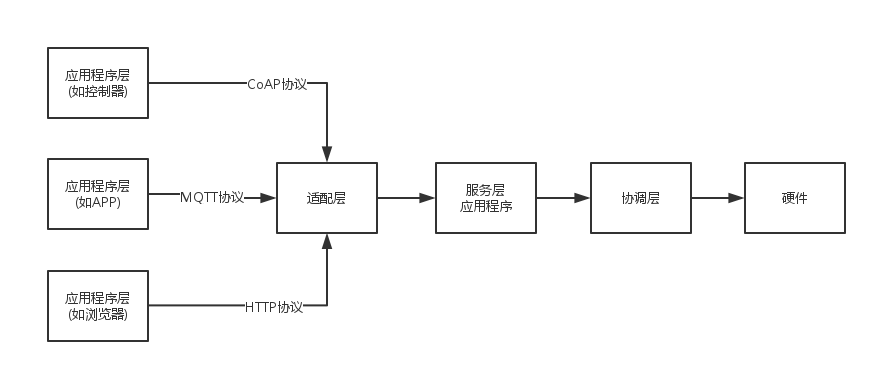 应用程序层
(如控制器)
CoAP协议
应用程序层
(如APP)
MQTT协议
适配层
服务层
应用程序
协调层
硬件
应用程序层
(如浏览器)
HTTP协议